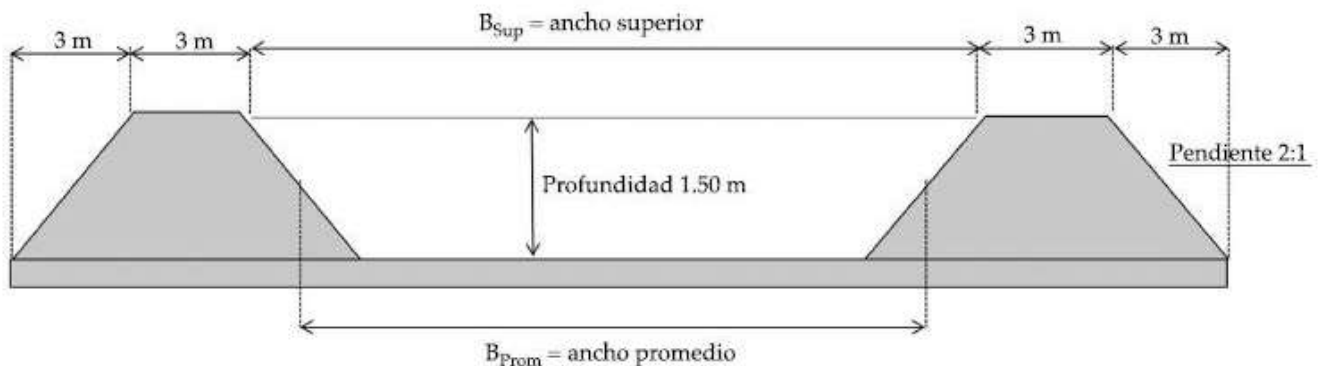 B_Sup = ancho superior
3 m 3 m 3 m 3 m
Pendiente 2:1
Profundidad 1.50 m
B_Prom = ancho promedio